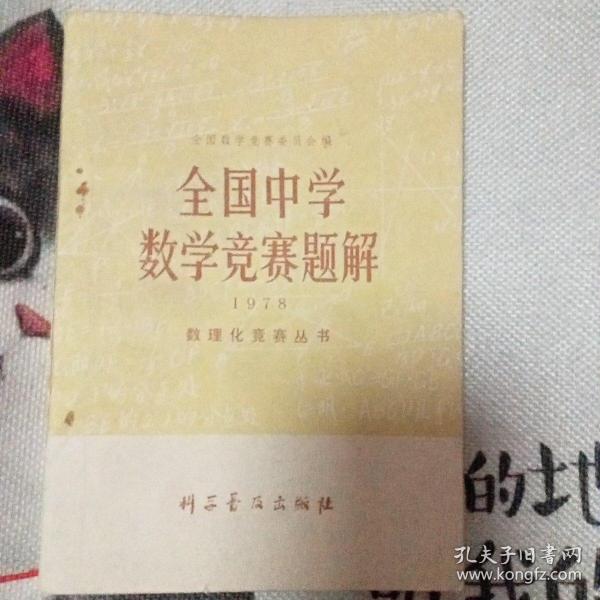 全国数学竞赛委员会编
全国中学
数学竞赛题解
1978
数理化竞赛丛书
科学普及出版社
的地
孔夫子旧书网
www.kongfz.com